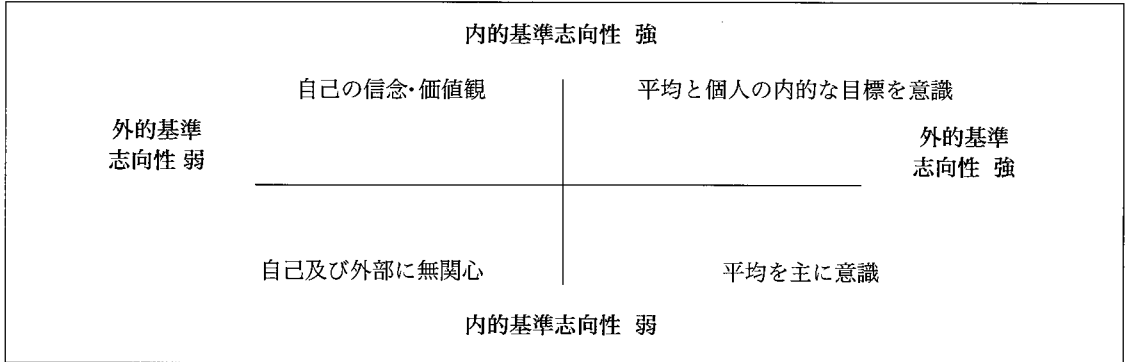 内的基準志向性 強
自己の信念・価値観
平均と個人の内的な目標を意識
外的基準
志向性 弱
外的基準
志向性 強
自己及び外部に無関心
平均を主に意識
内的基準志向性 弱